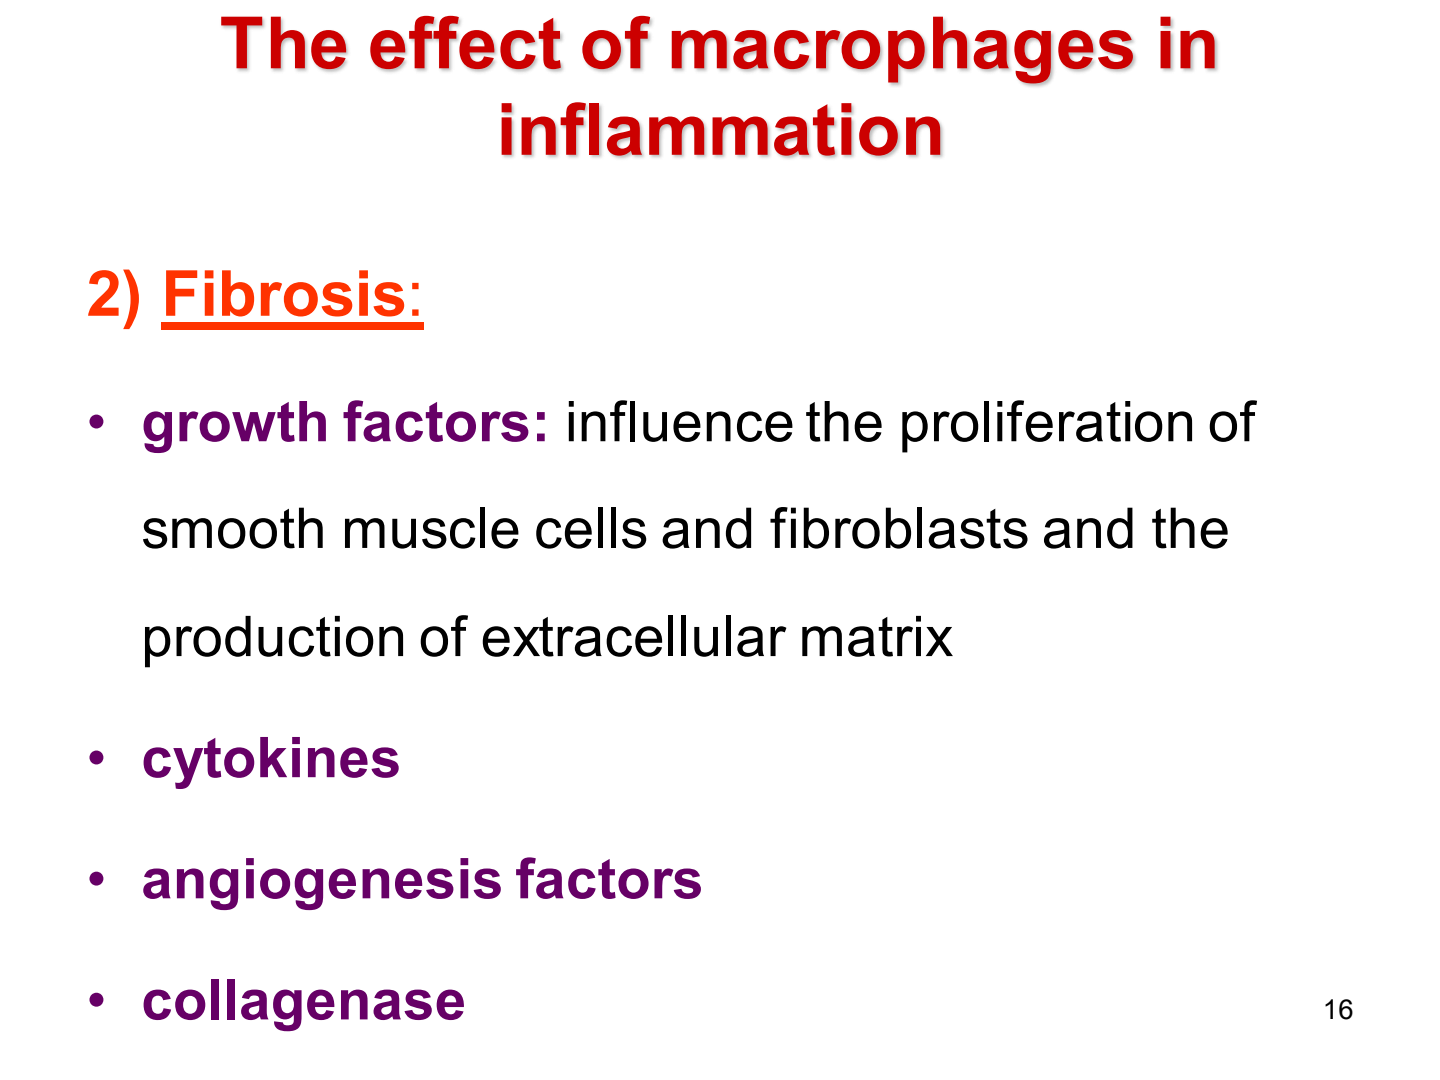 The effect of macrophages in
inflammation
2) Fibrosis:
• growth factors: influence the proliferation of
smooth muscle cells and fibroblasts and the
production of extracellular matrix
• cytokines
• angiogenesis factors
• collagenase
16